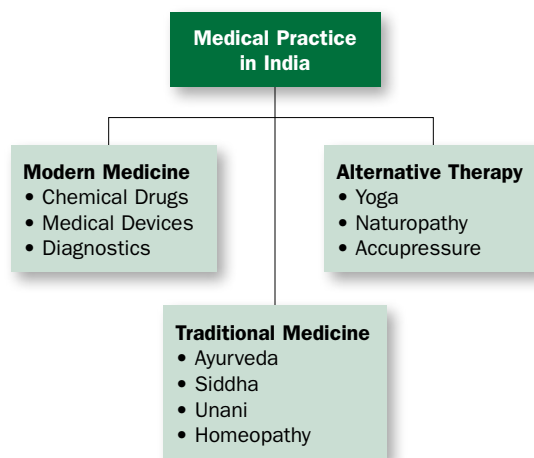 Medical Practice
in India
Modern Medicine
• Chemical Drugs
• Medical Devices
• Diagnostics
Alternative Therapy
• Yoga
• Naturopathy
• Accupressure
Traditional Medicine
• Ayurveda
• Siddha
• Unani
• Homeopathy